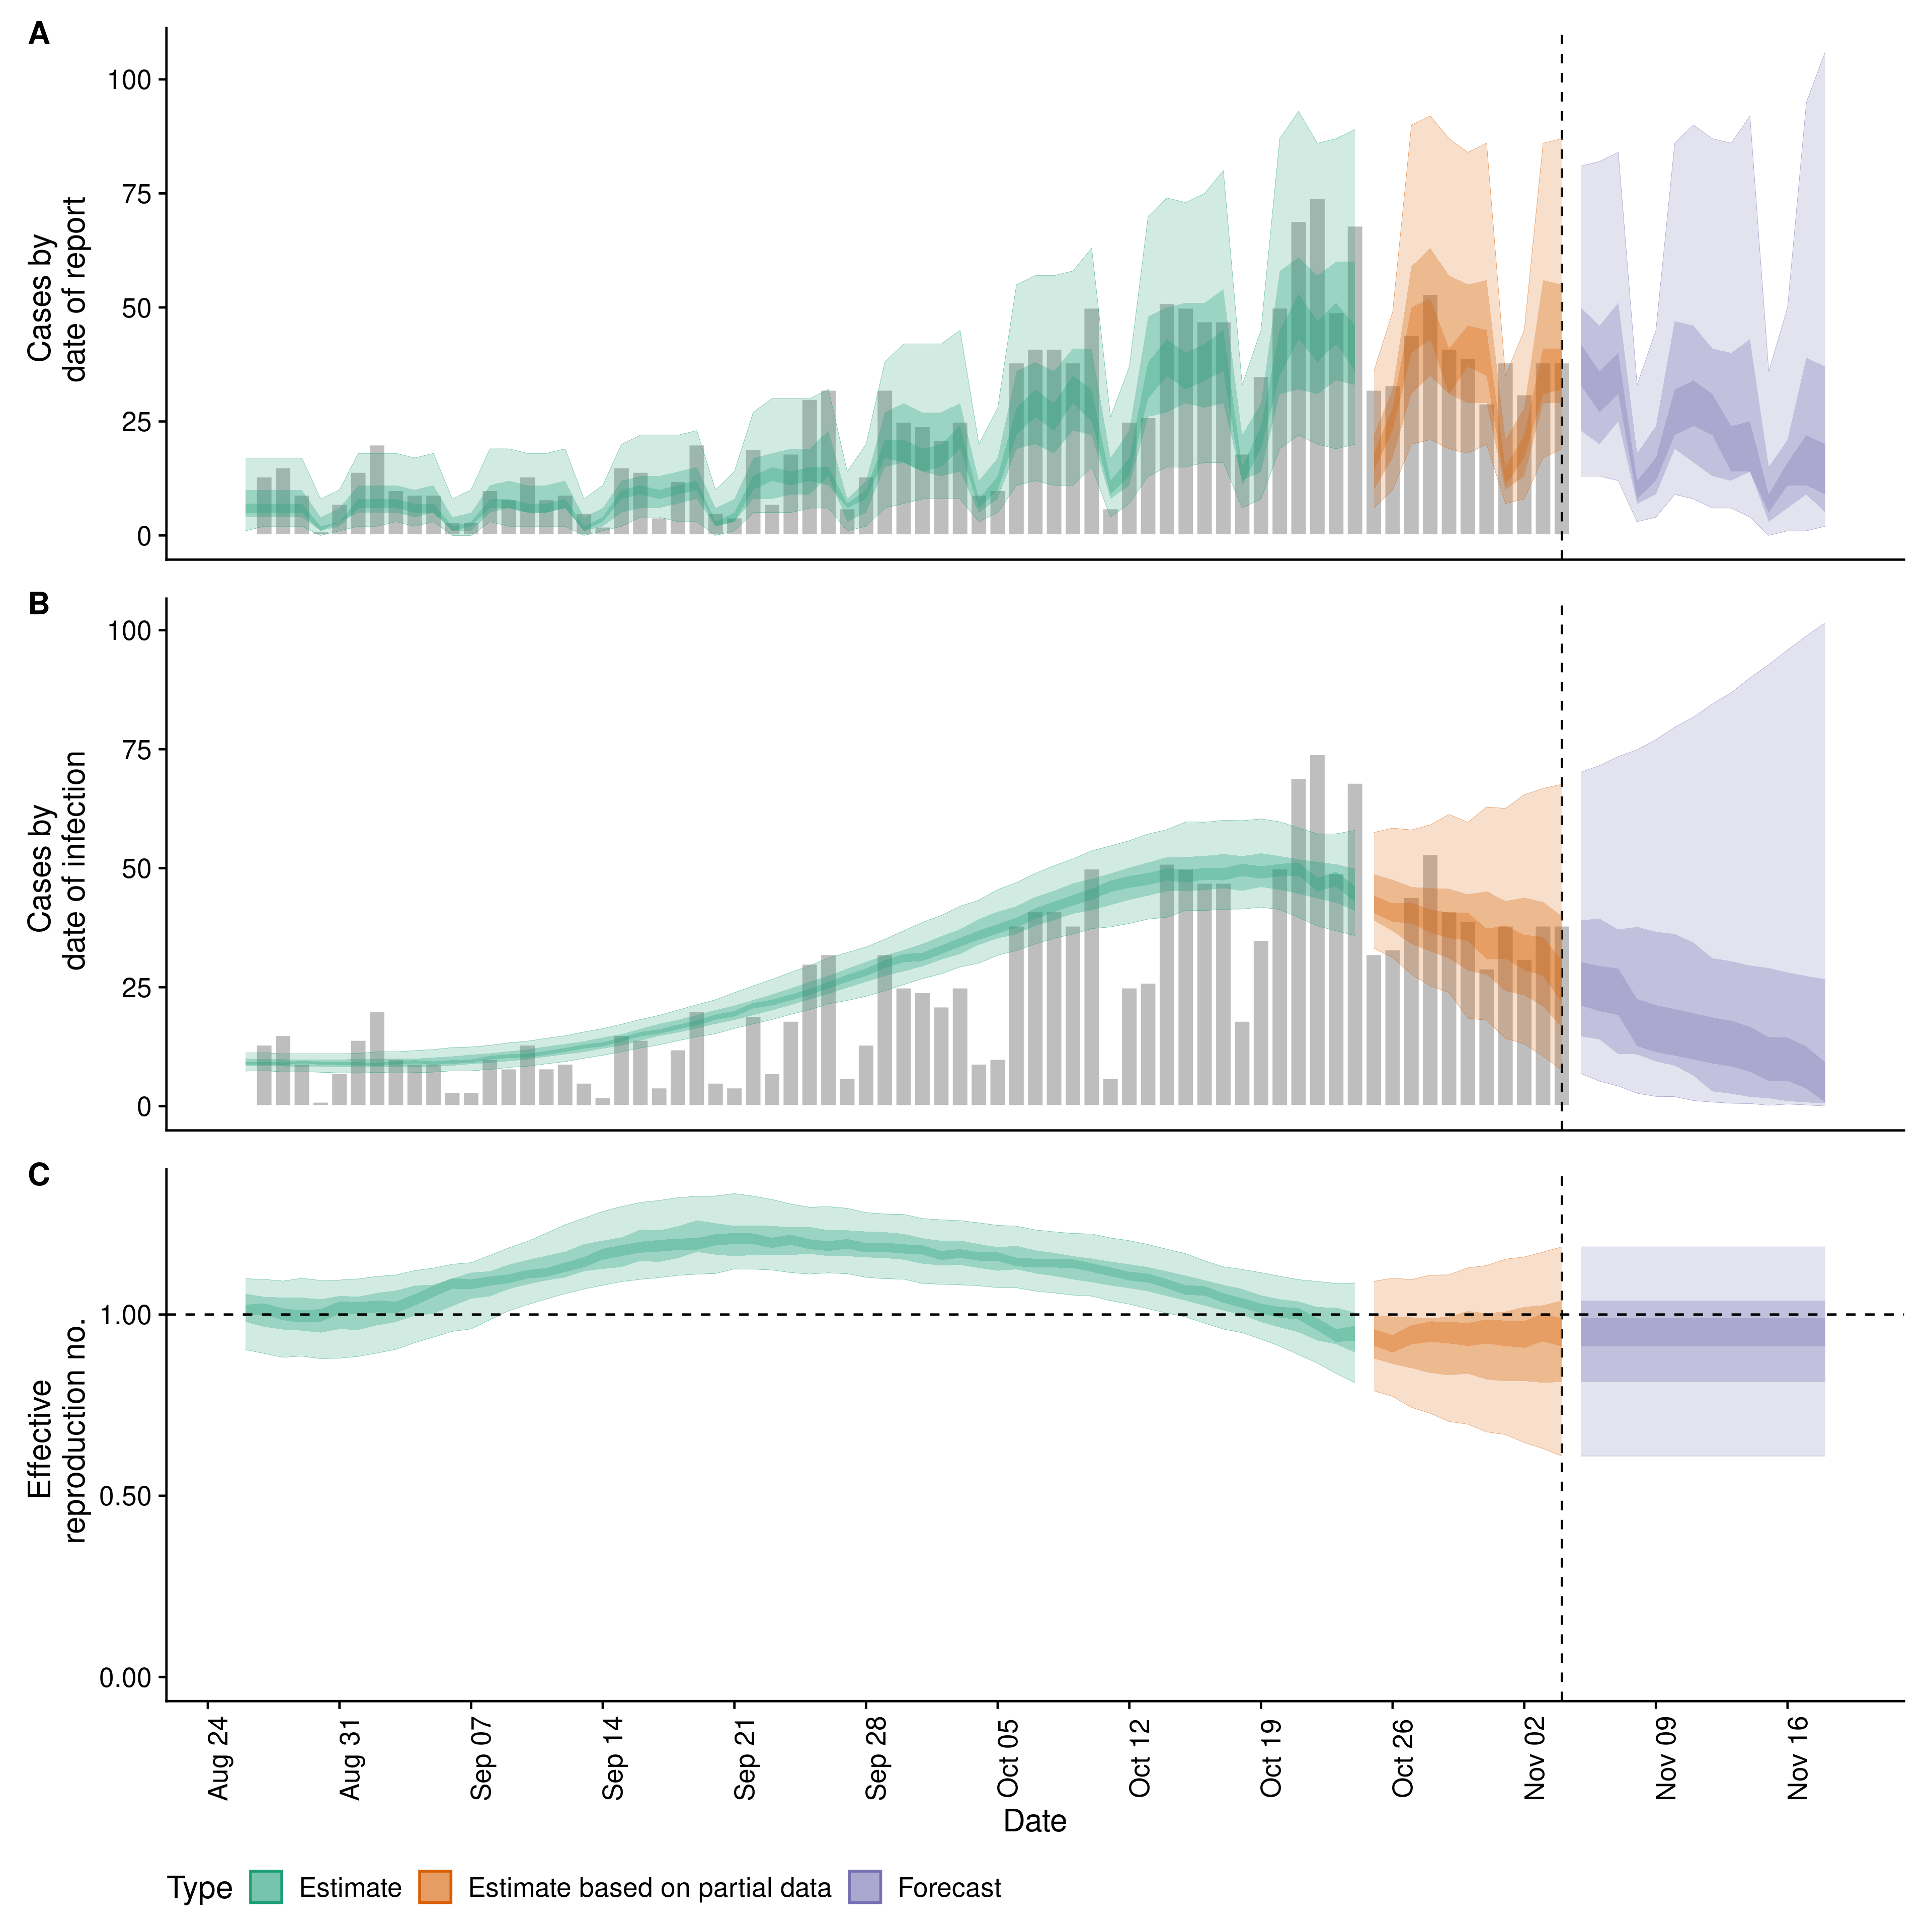 A
100
75
50
25
0
Cases by
date of report
B
100
75
50
25
0
Cases by
date of infection
C
1.00
0.50
0.00
Effective
reproduction no.
Aug 24
Aug 31
Sep 07
Sep 14
Sep 21
Sep 28
Oct 05
Oct 12
Oct 19
Oct 26
Nov 02
Nov 09
Nov 16
Date
Type Estimate Estimate based on partial data Forecast